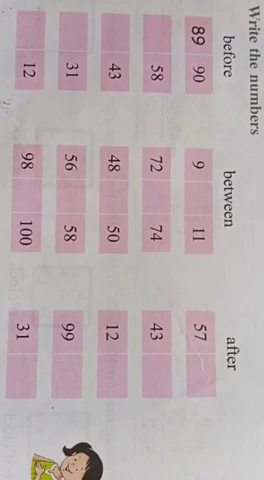 Write the numbers
before between after
89 90 9 11 57
58 72 74 43
43 48 50 12
31 56 58 99
12 98 100 31